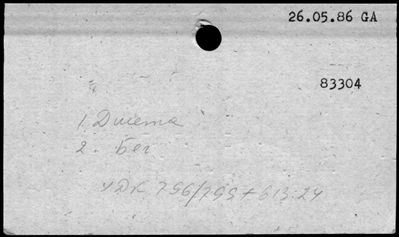 26.05.86 GA
83304
1. Диета
2. Бег
УДК 796/799 + 613.24